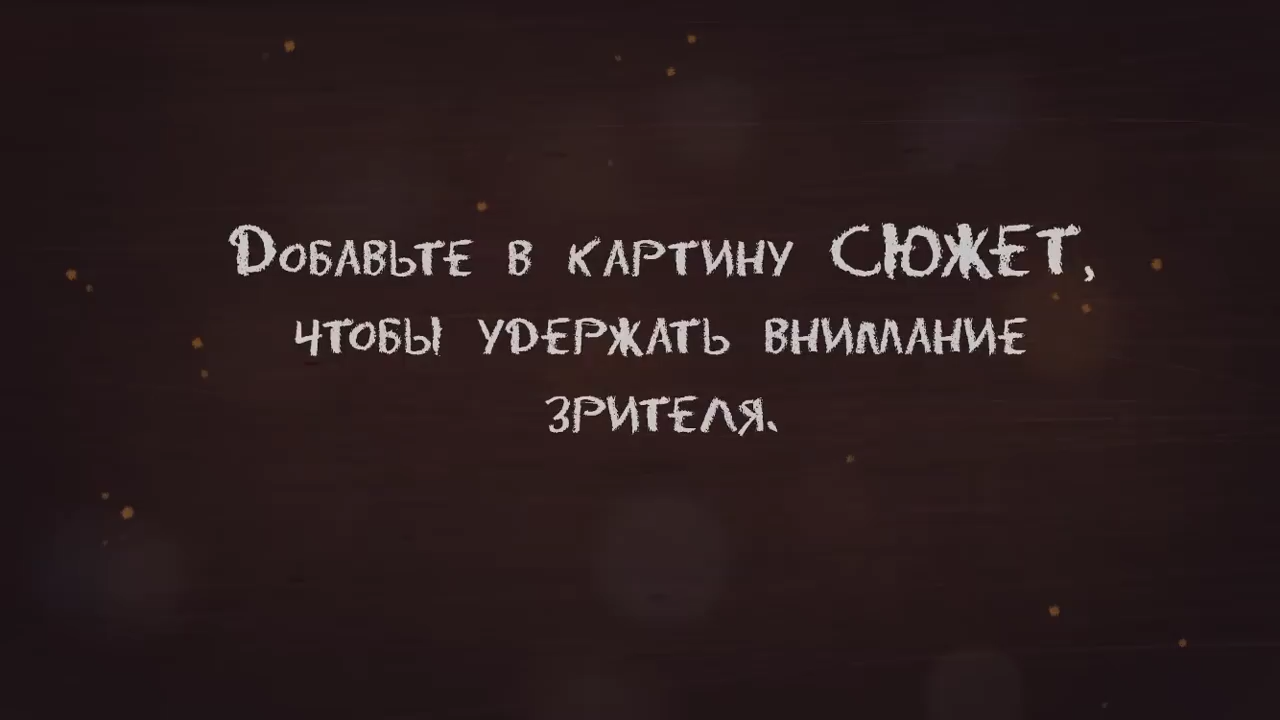 Добавьте в картину СЮЖЕТ,
чтобы удержать внимание
зрителя.